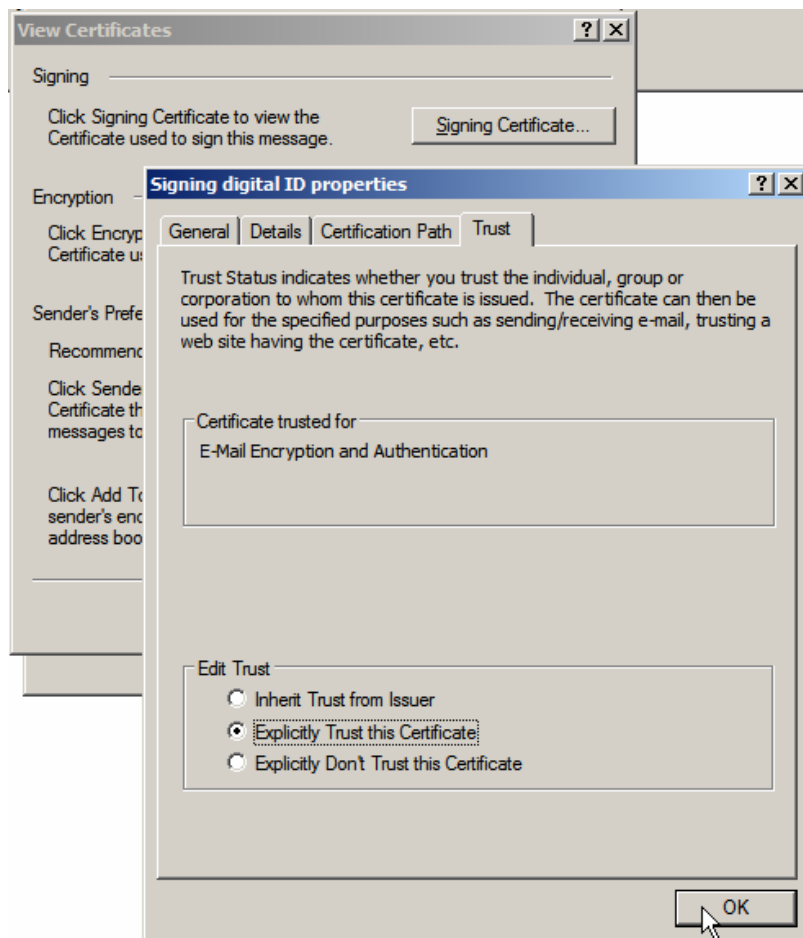 View Certificates
Signing
Click Signing Certificate to view the
Certificate used to sign this message.
Signing Certificate...
Encryption
Click Encryp
Certificate
Sender's Prefe
Recommend
Click Sende
Certificate th
messages to
Click Add To
sender's enc
address boo
Signing digital ID properties
General
Details
Certification Path
Trust
Trust Status indicates whether you trust the individual, group or
corporation to whom this certificate is issued. The certificate can then be
used for the specified purposes such as sending/receiving e-mail, trusting a
web site having the certificate, etc.
Certificate trusted for
E-Mail Encryption and Authentication
Edit Trust
Inherit Trust from Issuer
Explicitly Trust this Certificate
Explicitly Don't Trust this Certificate
OK